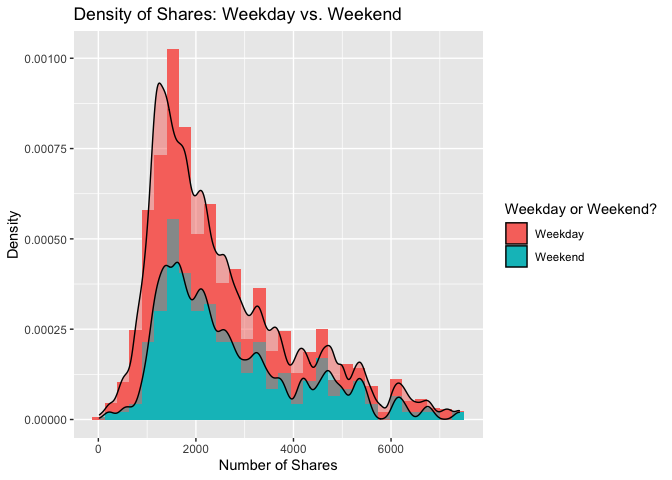 Density of Shares: Weekday vs. Weekend
0.00100
0.00075
0.00050
0.00025
0.00000
Density
0
2000
4000
6000
Number of Shares
Weekday or Weekend?
Weekday
Weekend